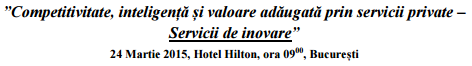 ”Competitivitate, inteligență și valoare adăugată prin servicii private –
Servicii de inovare”
24 Martie 2015, Hotel Hilton, ora 09⁰⁰, București